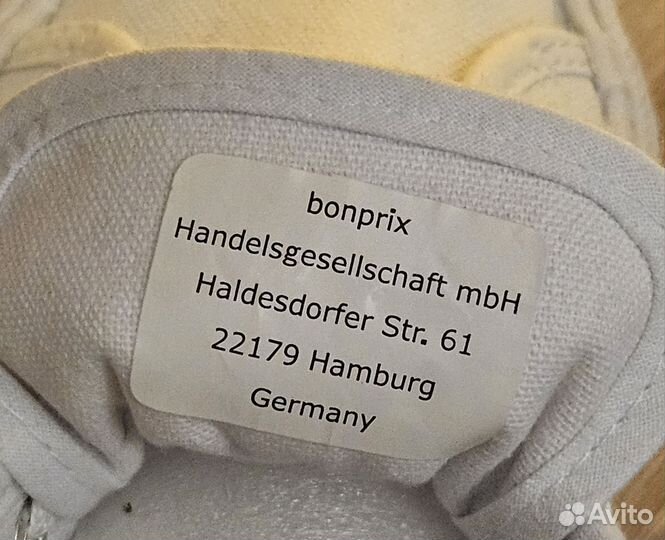 bonprix
Handelsgesellschaft mbH
Haldesdorfer Str. 61
22179 Hamburg
Germany
Avito